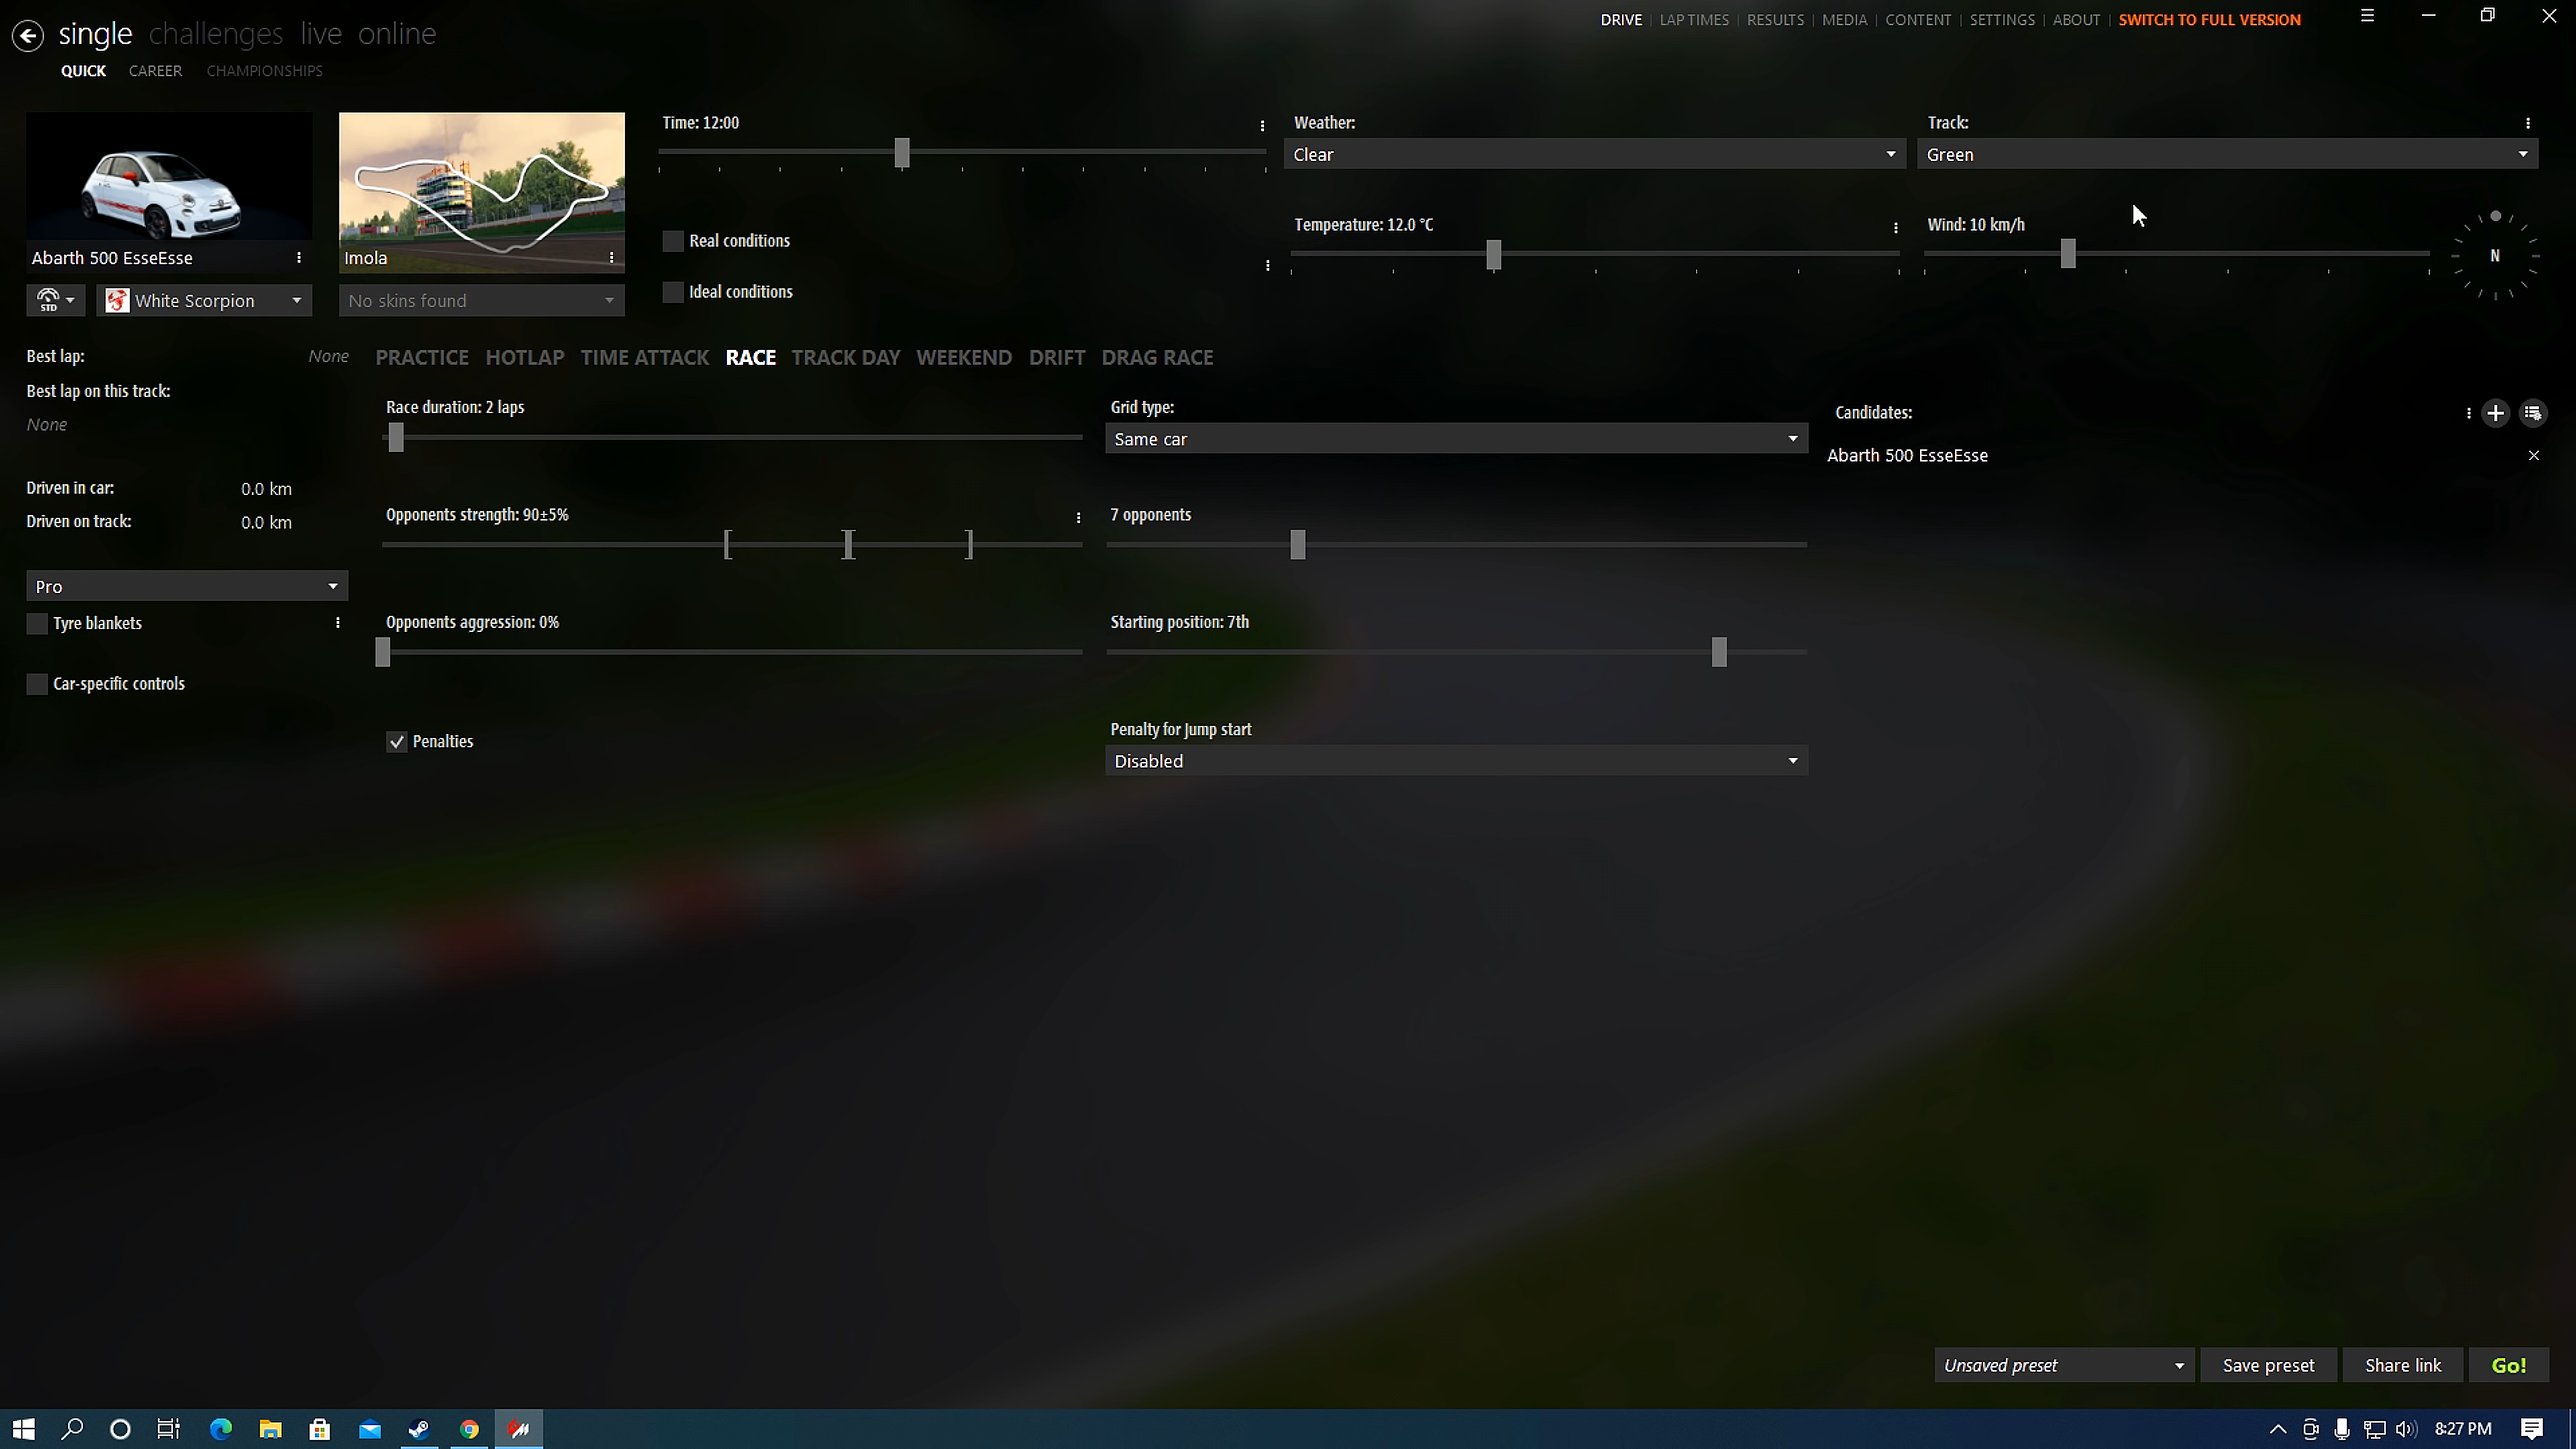 single challenges live online
DRIVE | LAP TIMES | RESULTS | MEDIA | CONTENT | SETTINGS | ABOUT | SWITCH TO FULL VERSION
QUICK CAREER CHAMPIONSHIPS
Abarth 500 EsseEsse
STD
White Scorpion
Imola
No skins found
Time: 12:00
Real conditions
Ideal conditions
Weather:
Clear
Temperature: 12.0 °C
Track:
Green
Wind: 10 km/h
N
Best lap: None
Best lap on this track:
None
Driven in car: 0.0 km
Driven on track: 0.0 km
Pro
Tyre blankets
Car-specific controls
PRACTICE HOTLAP TIME ATTACK RACE TRACK DAY WEEKEND DRIFT DRAG RACE
Race duration: 2 laps
Opponents strength: 90±5%
Opponents aggression: 0%
Penalties
Grid type:
Same car
7 opponents
Starting position: 7th
Penalty for jump start
Disabled
Candidates:
Abarth 500 EsseEsse
Unsaved preset
Save preset
Share link
Go!
8:27 PM